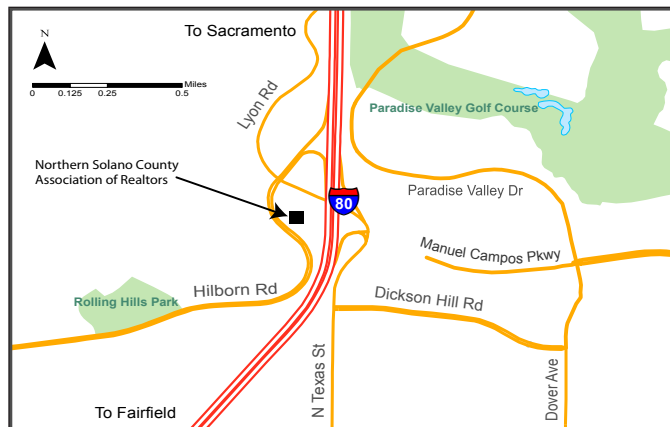 To Sacramento
N
Miles
0 0.125 0.25 0.5
Lyon Rd
Paradise Valley Golf Course
Northern Solano County
Association of Realtors
80
Paradise Valley Dr
Manuel Campos Pkwy
Rolling Hills Park
Hilborn Rd
Dickson Hill Rd
N Texas St
Dover Ave
To Fairfield